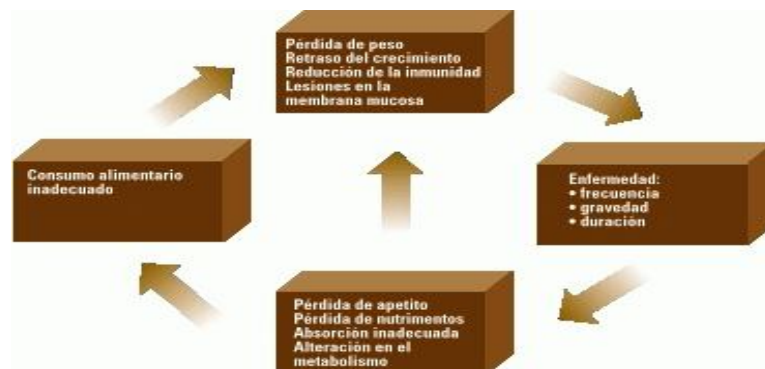 Pérdida de peso
Retraso del crecimiento
Reducción de la inmunidad
Lesiones en la
membrana mucosa
Consumo alimentario
inadecuado
Enfermedad:
• frecuencia
• gravedad
• duración
Pérdida de apetito
Pérdida de nutrimentos
Absorción inadecuada
Alteración en el
metabolismo